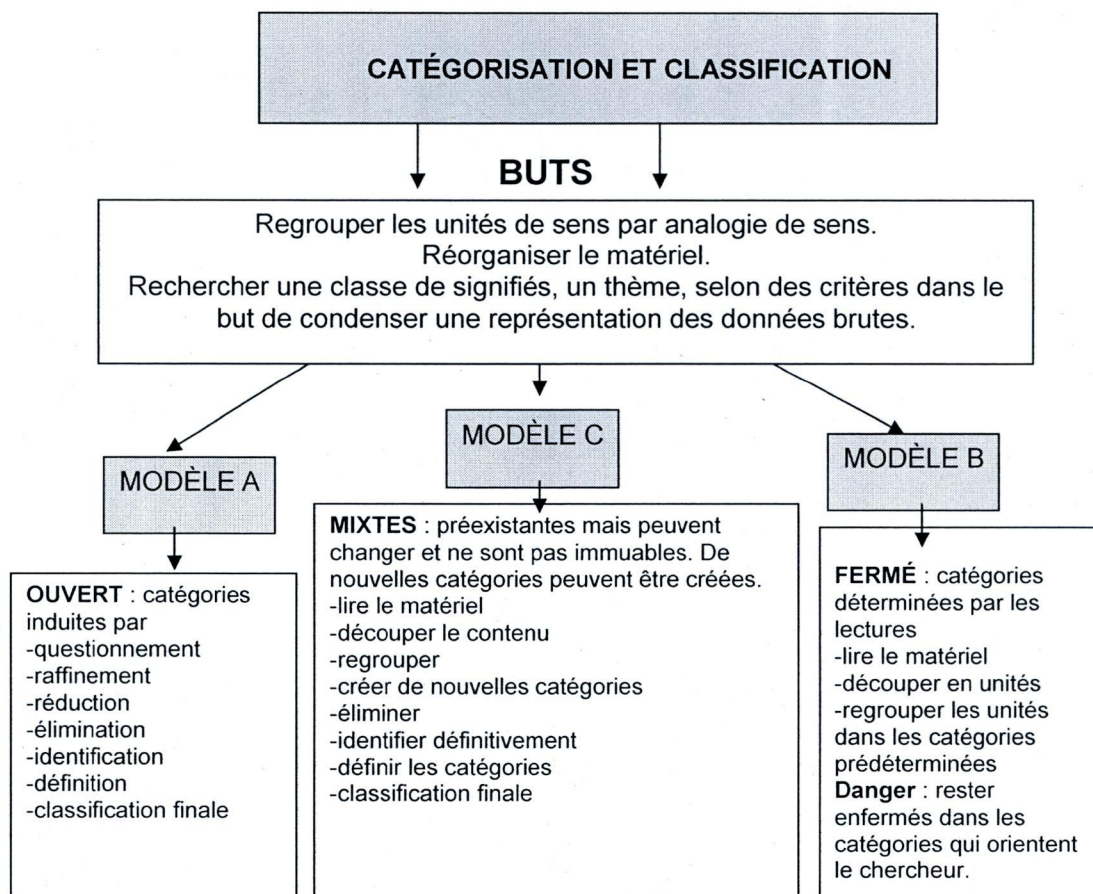 CATÉGORISATION ET CLASSIFICATION
BUTS
Regrouper les unités de sens par analogie de sens.
Réorganiser le matériel.
Rechercher une classe de signifiés, un thème, selon des critères dans le
but de condenser une représentation des données brutes.
MODÈLE A
OUVERT : catégories
induites par
-questionnement
-raffinement
-réduction
-élimination
-identification
-définition
-classification finale
MODÈLE C
MIXTES : préexistantes mais peuvent
changer et ne sont pas immuables. De
nouvelles catégories peuvent être créées.
-lire le matériel
-découper le contenu
-regrouper
-créer de nouvelles catégories
-éliminer
-identifier définitivement
-définir les catégories
-classification finale
MODÈLE B
FERMÉ : catégories
déterminées par les
lectures
-lire le matériel
-découper en unités
-regrouper les unités
dans les catégories
prédéterminées
Danger : rester
enfermés dans les
catégories qui orientent
le chercheur.